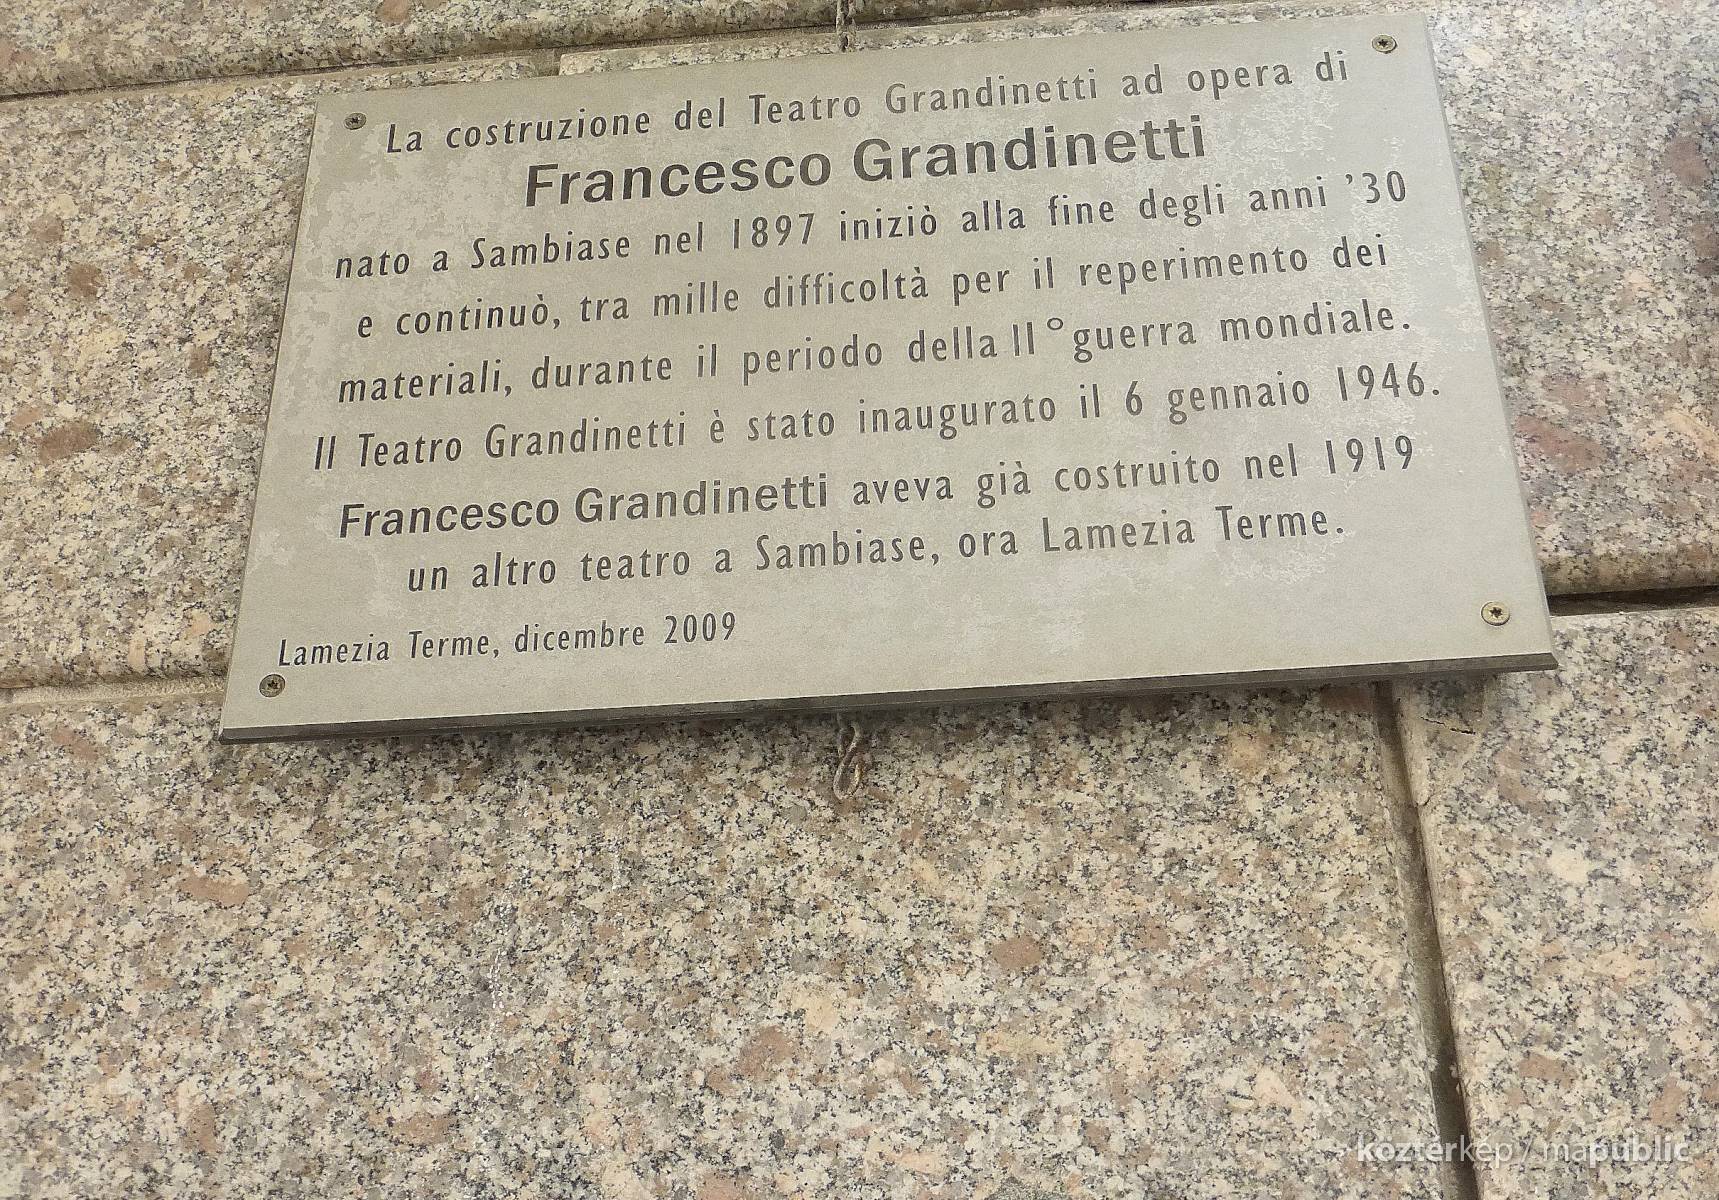 La costruzione del Teatro Grandinetti ad opera di
Francesco Grandinetti
nato a Sambiase nel 1897 iniziò alla fine degli anni '30
e continuò, tra mille difficoltà per il reperimento dei
materiali, durante il periodo della II° guerra mondiale.
Il Teatro Grandinetti è stato inaugurato il 6 gennaio 1946.
Francesco Grandinetti aveva già costruito nel 1919
un altro teatro a Sambiase, ora Lamezia Terme.
Lamezia Terme, dicembre 2009
köztérkép / mapublic